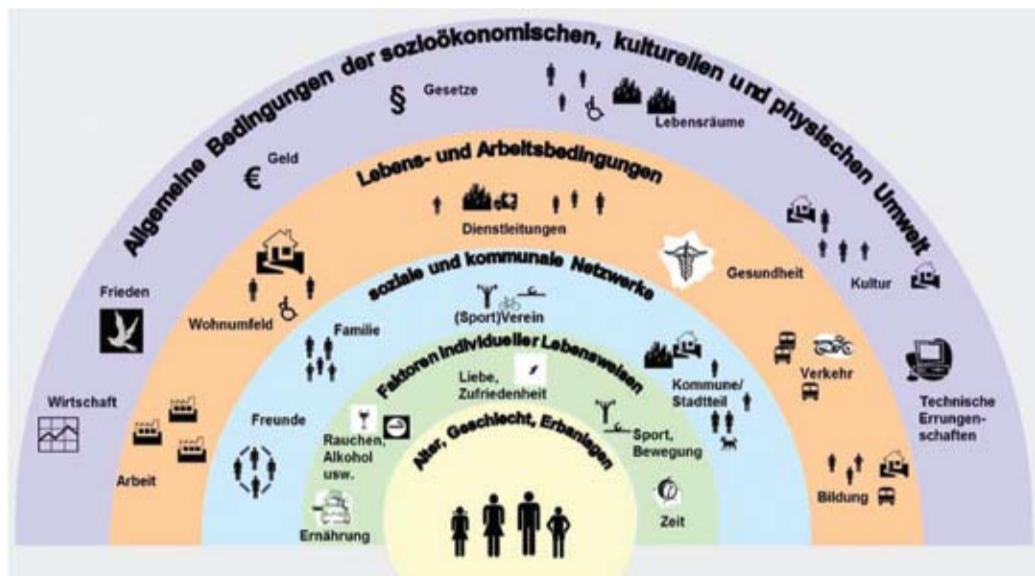 Allgemeine Bedingungen der sozioökonomischen, kulturellen und physischen Umwelt
§ Gesetze
Lebensräume
€ Geld
Lebens- und Arbeitsbedingungen
Dienstleitungen
Gesundheit
Kultur
Frieden
Wohnumfeld
soziale und kommunale Netzwerke
Familie
(Sport)Verein
Verkehr
Wirtschaft
Faktoren individueller Lebensweisen
Liebe,
Zufriedenheit
Kommune/
Stadtteil
Technische
Errungen-
schaften
Freunde
Rauchen,
Alkohol
usw.
Alter, Geschlecht, Erbanlagen
Sport,
Bewegung
Arbeit
Bildung
Ernährung
Zeit